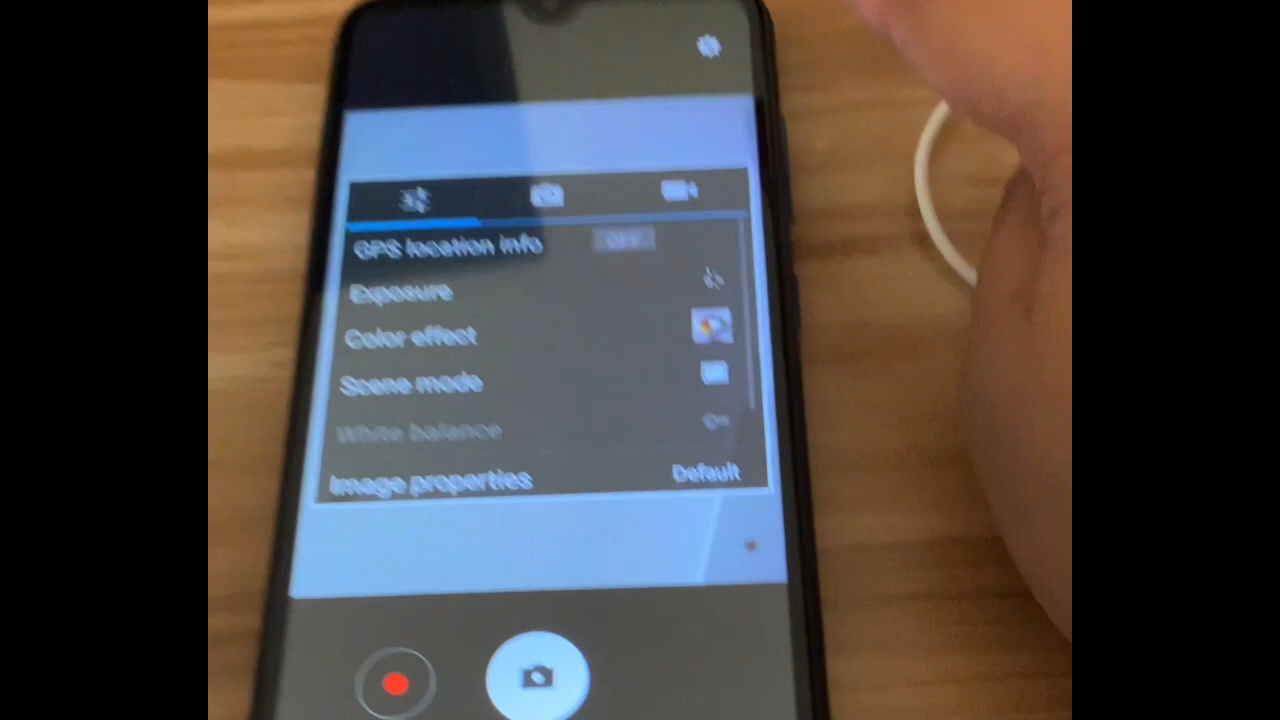 GPS location info OFF
Exposure
Color effect
Scene mode
White balance
Image properties Default